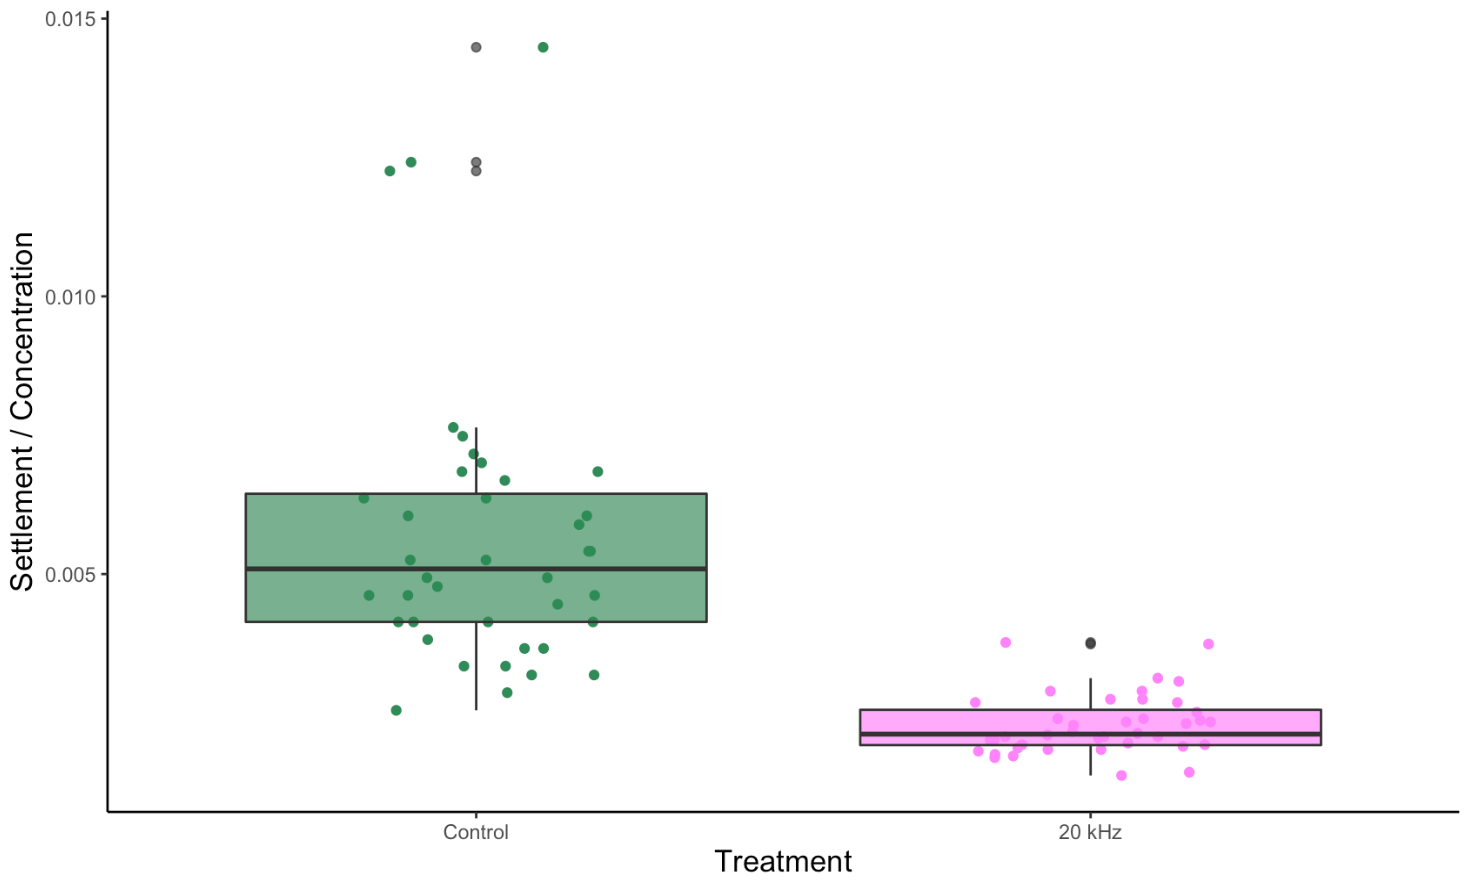 0.015
0.010
0.005
Settlement / Concentration
Control
20 kHz
Treatment